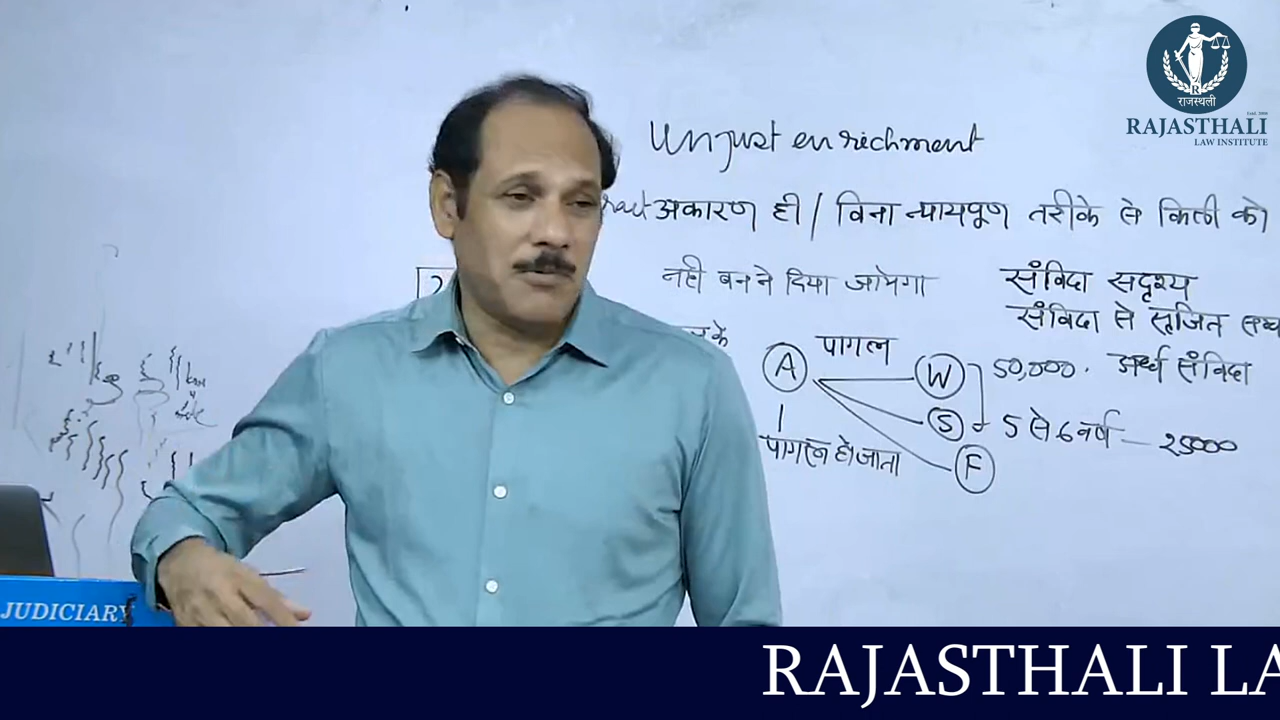 राजस्थली
RAJASTHALI
LAW INSTITUTE
Unjust enrichment
अकारण ही / विना न्यायपूण तरीके से किसी को
नही बनने दिया जायेगा
संविदा सदृश्य
संविदा से सृजित
अर्ध संविदा
A पागल W 50,000.
S 5 से 6 वर्ष — 25000
पागल हो जाता
F
JUDICIARY
RAJASTHALI LA